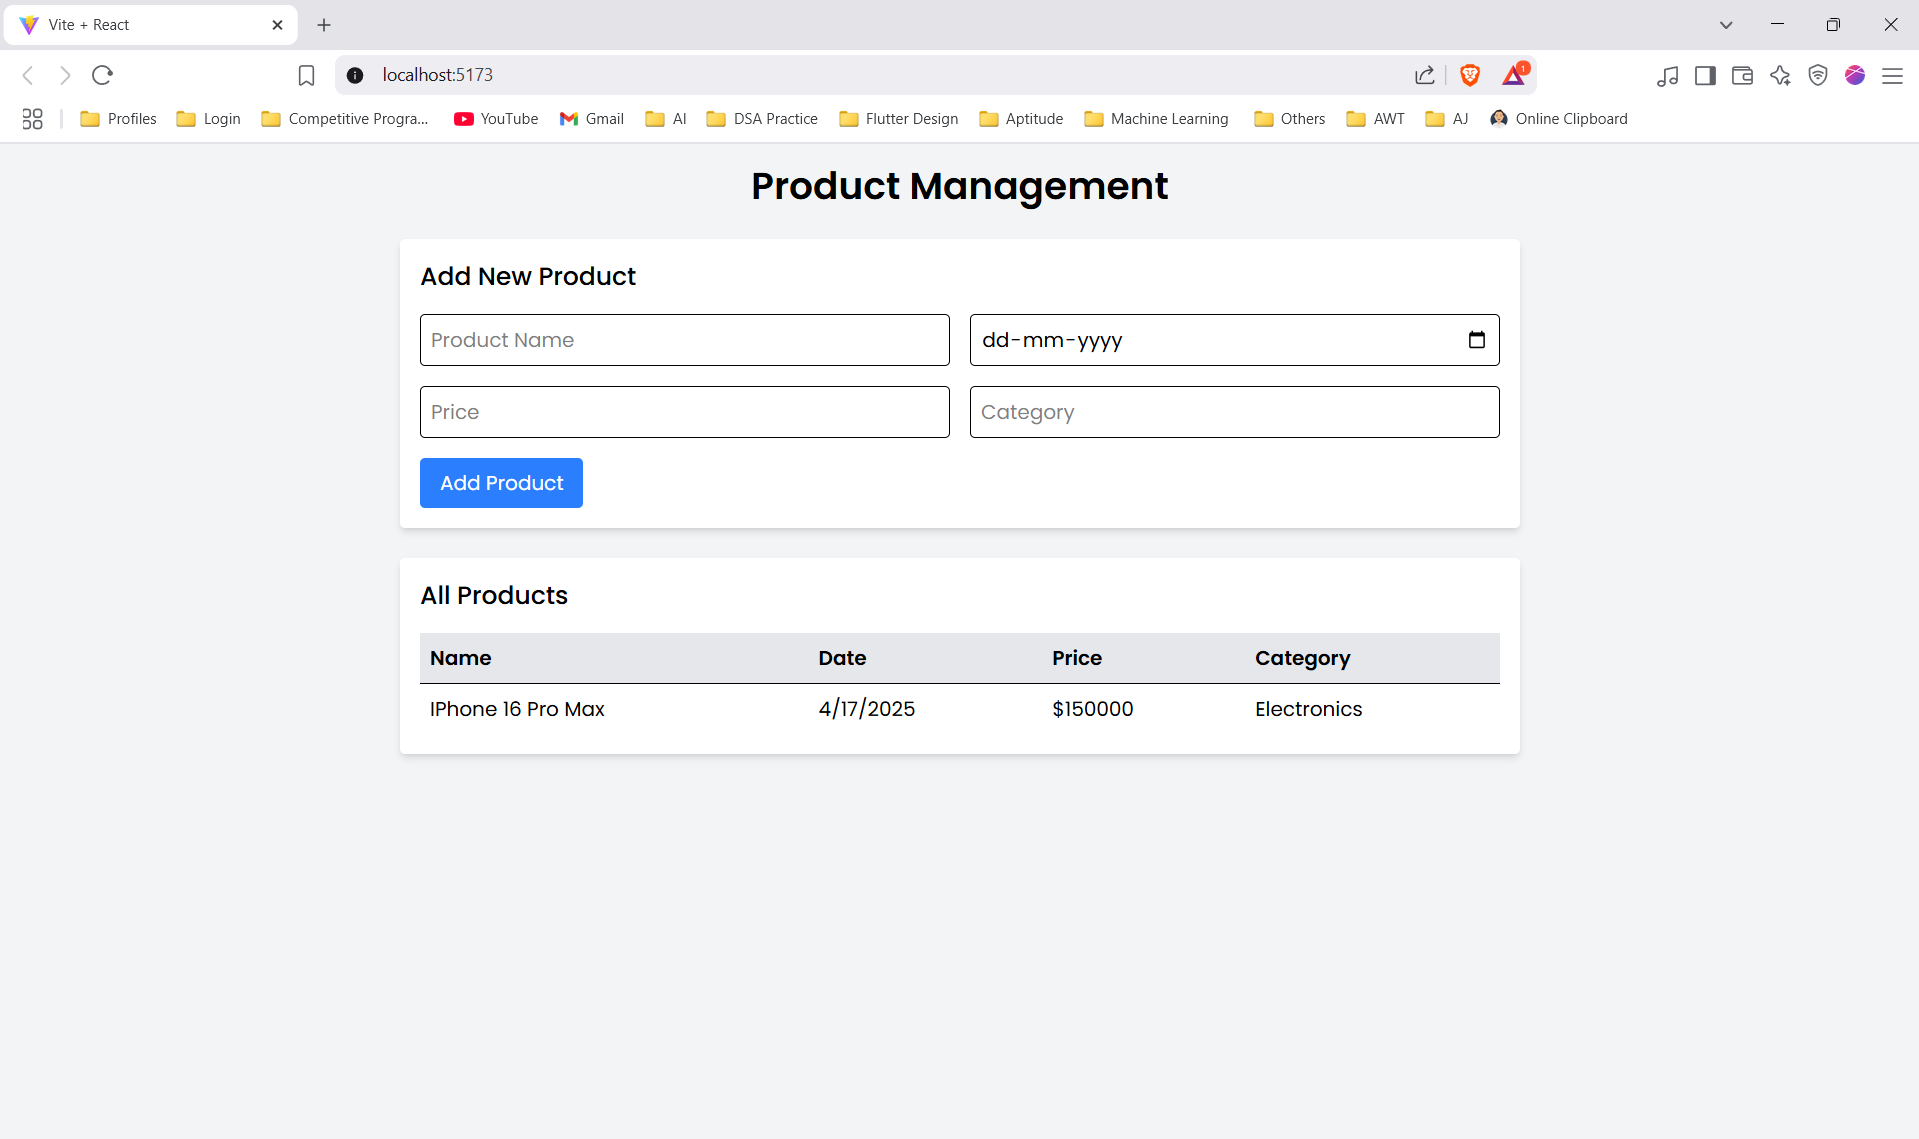 Vite + React
localhost:5173
1
Profiles Login Competitive Progra... YouTube Gmail AI DSA Practice Flutter Design Aptitude Machine Learning Others AWT AJ Online Clipboard
Product Management
Add New Product
Product Name dd-mm-yyyy
Price Category
Add Product
All Products
Name Date Price Category
IPhone 16 Pro Max 4/17/2025 $150000 Electronics